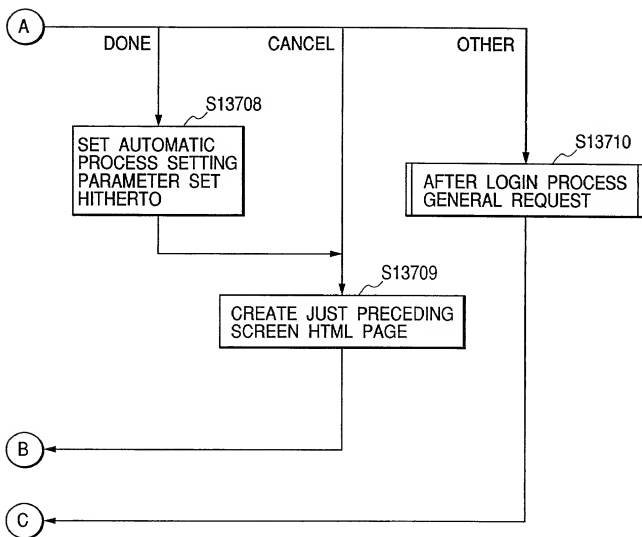 A
DONE
CANCEL
OTHER
S13708
SET AUTOMATIC
PROCESS SETTING
PARAMETER SET
HITHERTO
S13710
AFTER LOGIN PROCESS
GENERAL REQUEST
S13709
CREATE JUST PRECEDING
SCREEN HTML PAGE
B
C